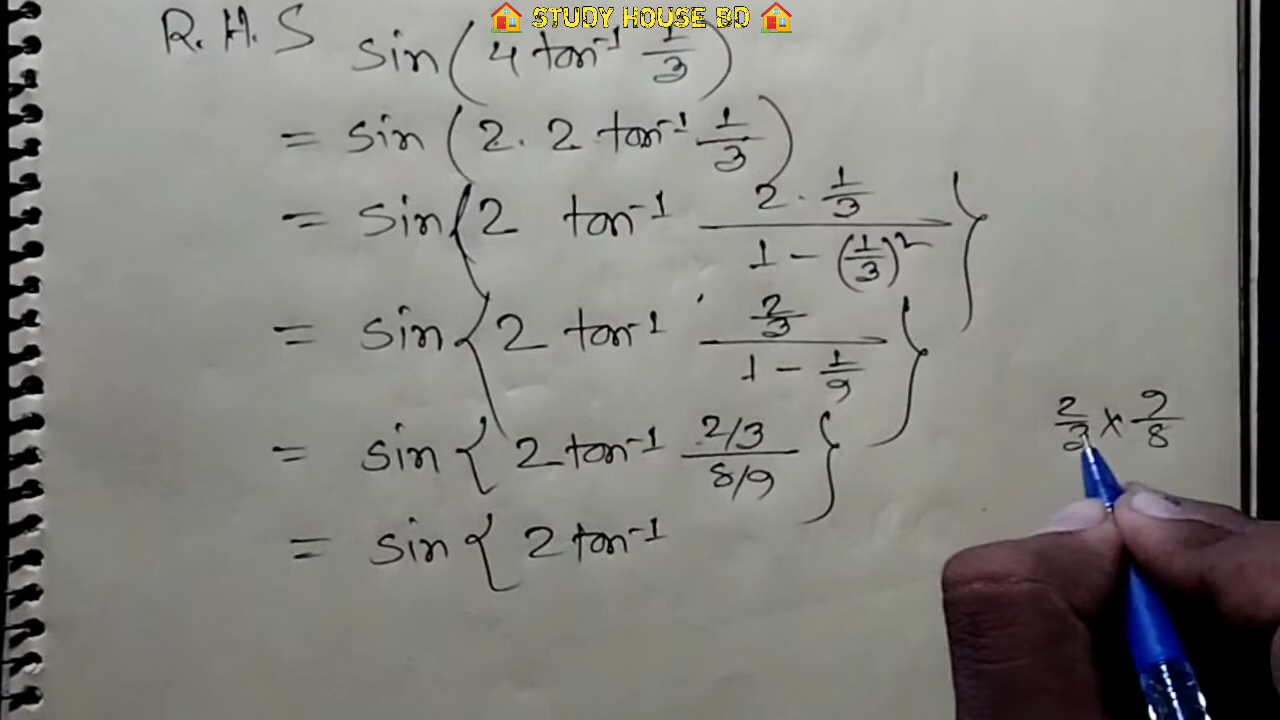 🏠 STUDY HOUSE BD 🏠
R.H.S sin(4 tan⁻¹ 1/3)
= sin(2.2 tan⁻¹ 1/3)
= sin{2 tan⁻¹ (2·1/3)/(1-(1/3)²)}
= sin{2 tan⁻¹ (2/3)/(1-1/9)}
2/3 × 9/8
= sin{2 tan⁻¹ (2/3)/(8/9)}
= sin{2 tan⁻¹